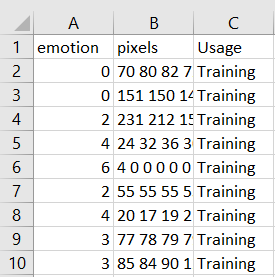 A B C
1 emotion pixels Usage
2 0 70 80 82 7 Training
3 0 151 150 14 Training
4 2 231 212 15 Training
5 4 24 32 36 3 Training
6 6 4 0 0 0 0 0 Training
7 2 55 55 55 5 Training
8 4 20 17 19 2 Training
9 3 77 78 79 7 Training
10 3 85 84 90 1 Training